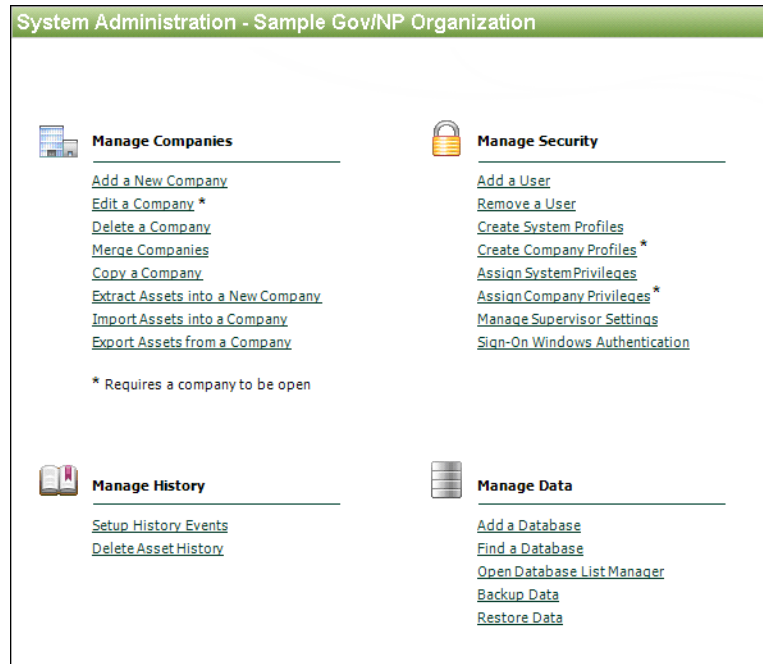 System Administration - Sample Gov/NP Organization
Manage Companies
Add a New Company
Edit a Company *
Delete a Company
Merge Companies
Copy a Company
Extract Assets into a New Company
Import Assets into a Company
Export Assets from a Company
* Requires a company to be open
Manage Security
Add a User
Remove a User
Create System Profiles
Create Company Profiles *
Assign System Privileges
Assign Company Privileges *
Manage Supervisor Settings
Sign-On Windows Authentication
Manage History
Setup History Events
Delete Asset History
Manage Data
Add a Database
Find a Database
Open Database List Manager
Backup Data
Restore Data